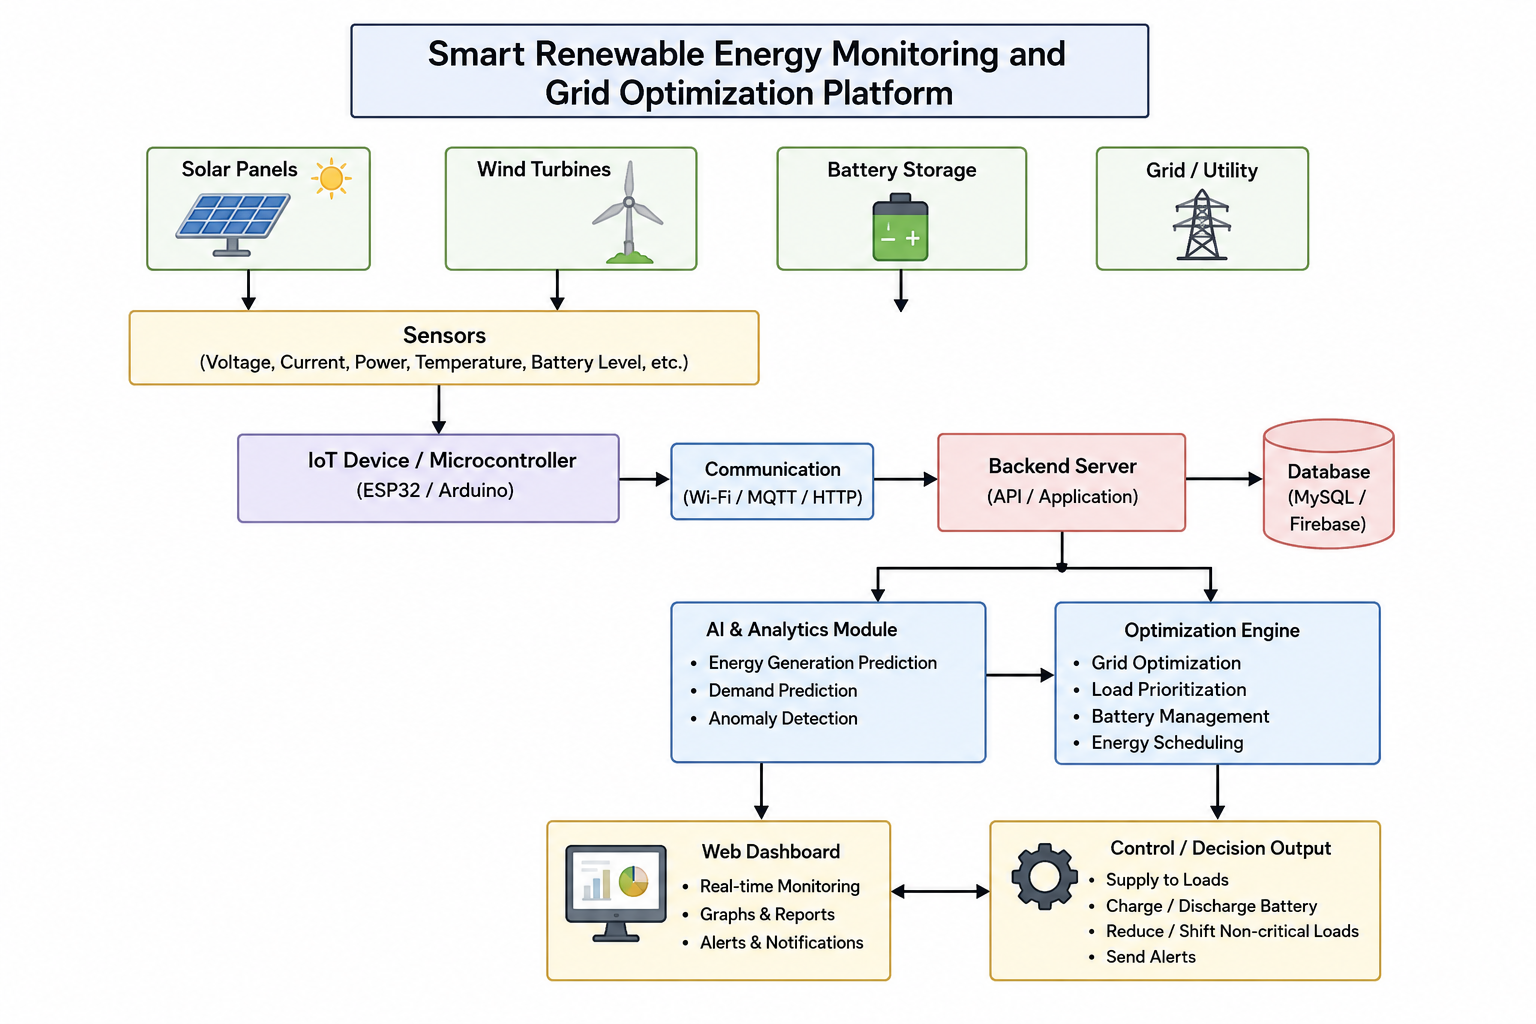 Smart Renewable Energy Monitoring and
Grid Optimization Platform
Solar Panels
Wind Turbines
Battery Storage
Grid / Utility
Sensors
(Voltage, Current, Power, Temperature, Battery Level, etc.)
IoT Device / Microcontroller
(ESP32 / Arduino)
Communication
(Wi-Fi / MQTT / HTTP)
Backend Server
(API / Application)
Database
(MySQL /
Firebase)
AI & Analytics Module
• Energy Generation Prediction
• Demand Prediction
• Anomaly Detection
Optimization Engine
• Grid Optimization
• Load Prioritization
• Battery Management
• Energy Scheduling
Web Dashboard
• Real-time Monitoring
• Graphs & Reports
• Alerts & Notifications
Control / Decision Output
• Supply to Loads
• Charge / Discharge Battery
• Reduce / Shift Non-critical Loads
• Send Alerts